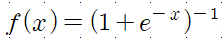 f(x) = (1 + e^{-x})^{-1}